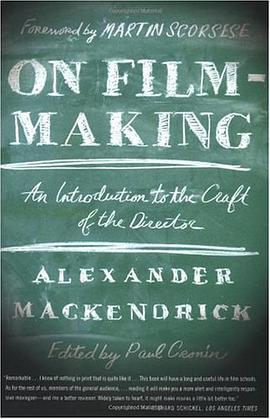 Copyrighted Material
Foreword by MARTIN SCORSESE
ON FILM-
MAKING
An Introduction to the Craft
of the Director
ALEXANDER
MACKENDRICK
Edited by Paul Cronin
"Remarkable . . . I know of nothing in print that is quite like it . . . This book will have a long and useful life in film schools.
As for the rest of us, members of the general audience, . . . reading it will make you a more alert and intelligently respon-
sive moviegoer—and me a better reviewer. Widely taken to heart, it might make movies a little bit better too."
SCHICKEL, LOS ANGELES TIMES
Copyrighted Material